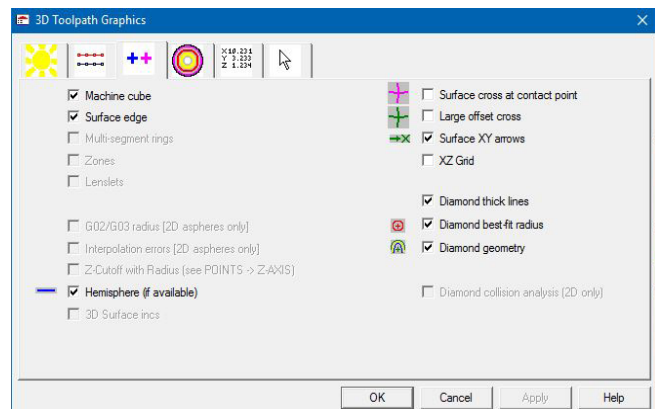 3D Toolpath Graphics
X10.231
Y 3.233
Z 1.234
Machine cube
Surface edge
Multi-segment rings
Zones
Lenslets
G02/G03 radius [2D aspheres only]
Interpolation errors [2D aspheres only]
Z-Cutoff with Radius (see POINTS -> Z-AXIS)
Hemisphere (if available)
3D Surface incs
Surface cross at contact point
Large offset cross
Surface XY arrows
XZ Grid
Diamond thick lines
Diamond best-fit radius
Diamond geometry
Diamond collision analysis (2D only)
OK
Cancel
Apply
Help